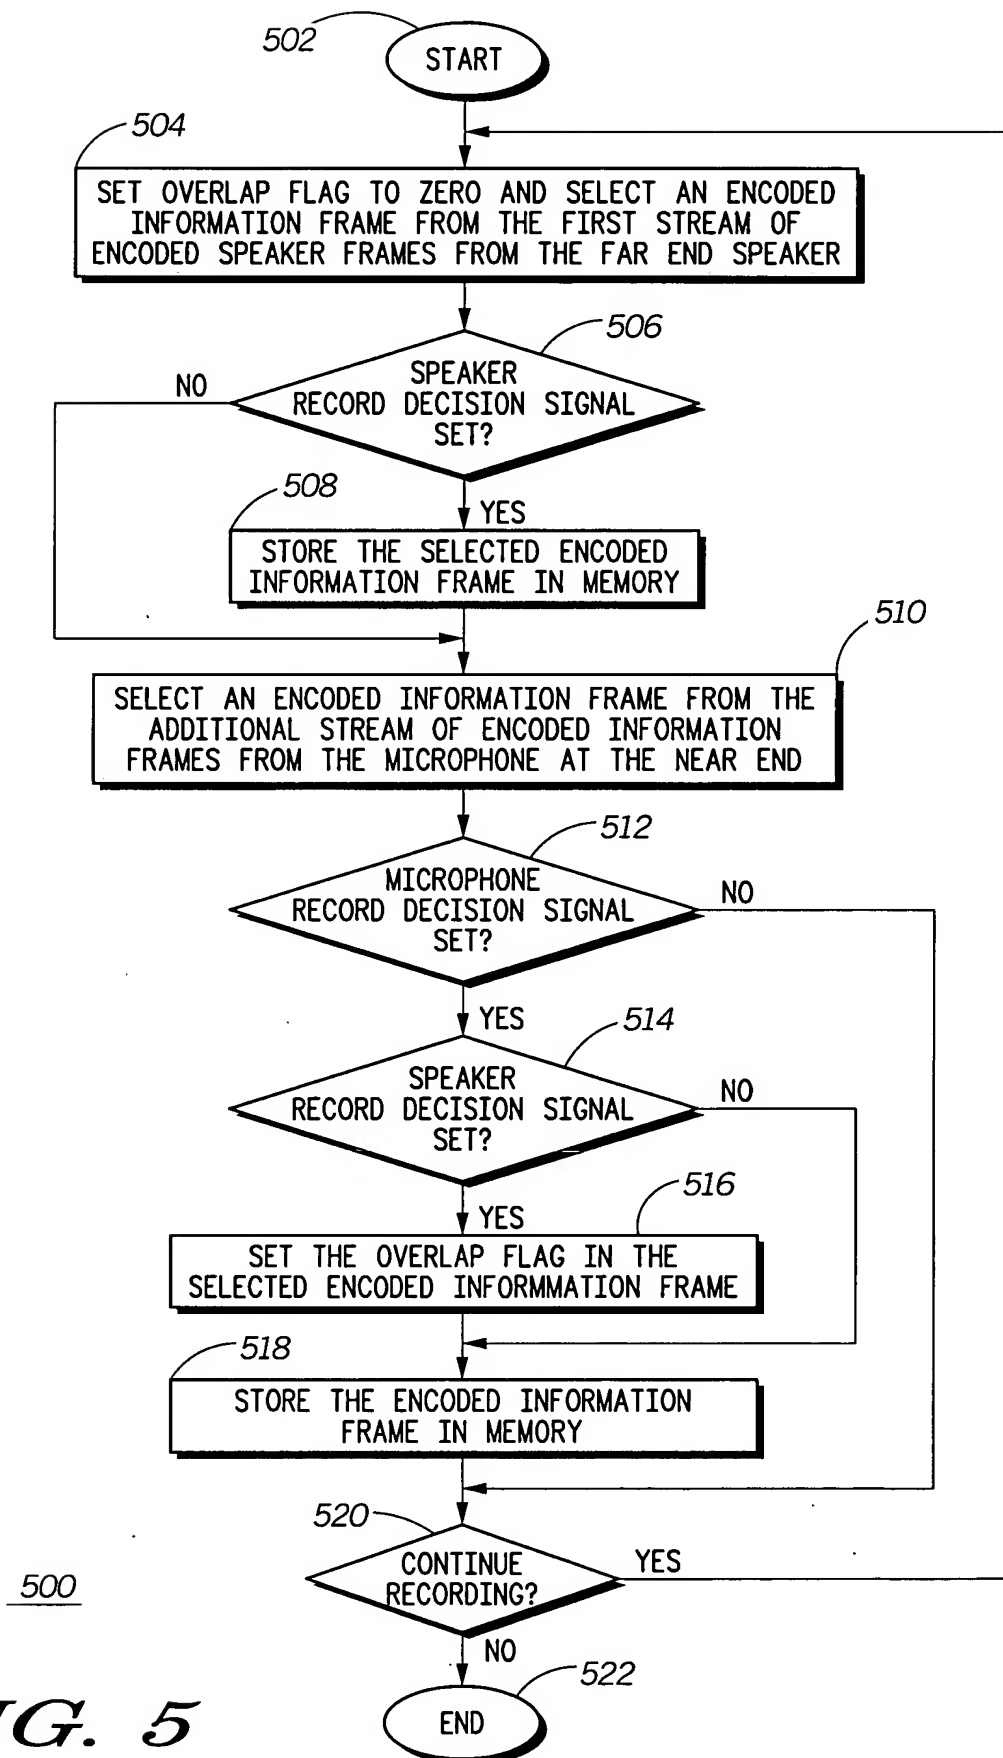 502
START
504
SET OVERLAP FLAG TO ZERO AND SELECT AN ENCODED
INFORMATION FRAME FROM THE FIRST STREAM OF
ENCODED SPEAKER FRAMES FROM THE FAR END SPEAKER
506
SPEAKER
RECORD DECISION SIGNAL
SET?
NO
508
YES
STORE THE SELECTED ENCODED
INFORMATION FRAME IN MEMORY
510
SELECT AN ENCODED INFORMATION FRAME FROM THE
ADDITIONAL STREAM OF ENCODED INFORMATION
FRAMES FROM THE MICROPHONE AT THE NEAR END
512
MICROPHONE
RECORD DECISION SIGNAL
SET?
NO
YES
514
SPEAKER
RECORD DECISION SIGNAL
SET?
NO
YES
516
SET THE OVERLAP FLAG IN THE
SELECTED ENCODED INFORMMATION FRAME
518
STORE THE ENCODED INFORMATION
FRAME IN MEMORY
520
CONTINUE
RECORDING?
YES
500
NO
522
END
IG. 5